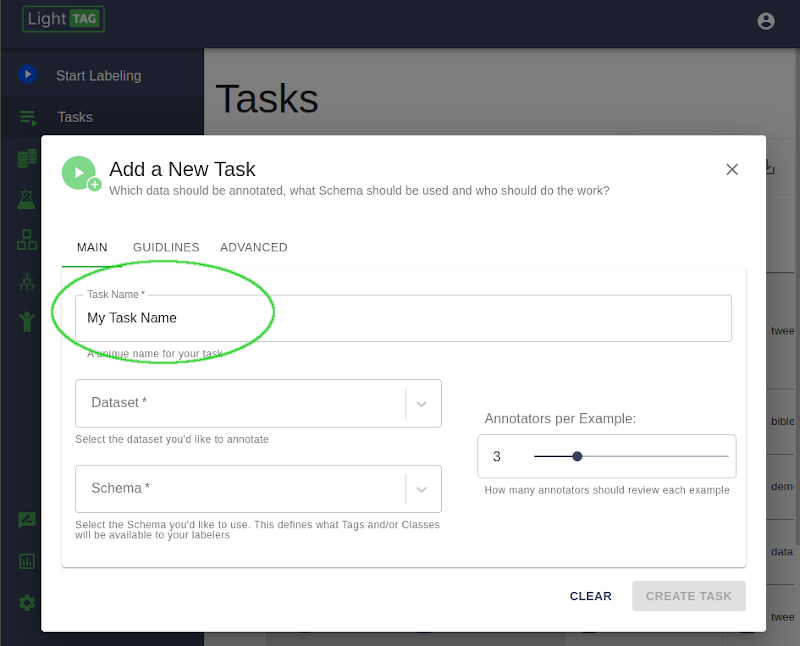 Light TAG
Start Labeling
Tasks
Tasks
Add a New Task
Which data should be annotated, what Schema should be used and who should do the work?
MAIN GUIDLINES ADVANCED
Task Name *
My Task Name
A unique name for your task
Dataset *
Select the dataset you'd like to annotate
Annotators per Example:
3
How many annotators should review each example
Schema *
Select the Schema you'd like to use. This defines what Tags and/or Classes
will be available to your labelers
CLEAR CREATE TASK
twee
bible
dem
data
twee